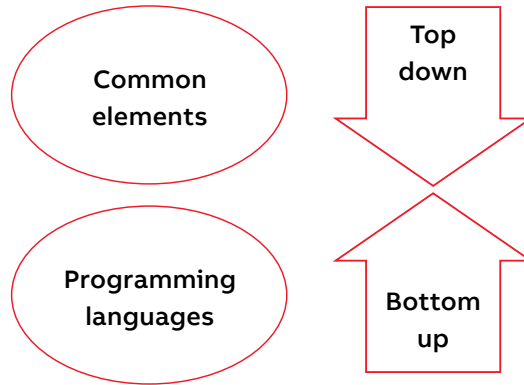 Common
elements
Top
down
Programming
languages
Bottom
up